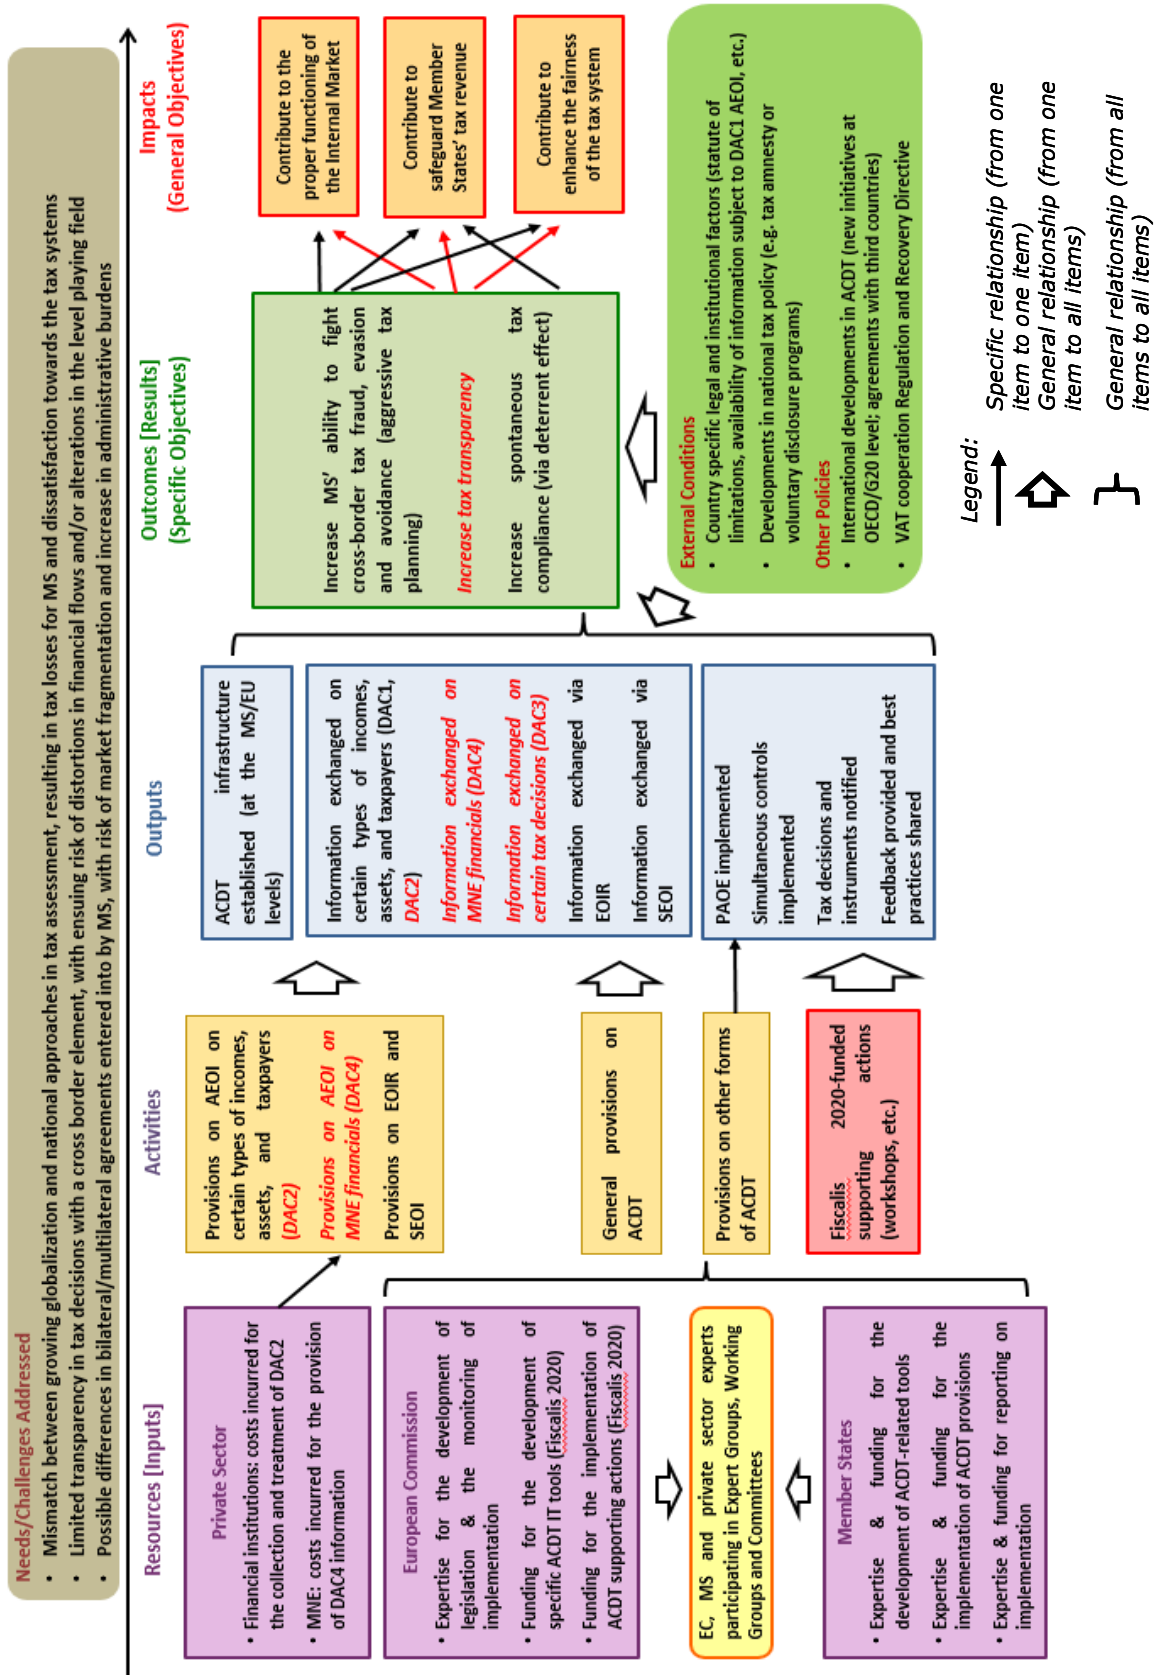 Needs/Challenges Addressed
• Mismatch between growing globalization and national approaches in tax assessment, resulting in tax losses for MS and dissatisfaction towards the tax systems
• Limited transparency in tax decisions with a cross border element, with ensuing risk of distortions in financial flows and/or alterations in the level playing field
• Possible differences in bilateral/multilateral agreements entered into by MS, with risk of market fragmentation and increase in administrative burdens
Resources [Inputs]
Activities
Outputs
Outcomes [Results]
(Specific Objectives)
Impacts
(General Objectives)
Private Sector
• Financial institutions: costs incurred for
the collection and treatment of DAC2
• MNE: costs incurred for the provision
of DAC4 information
European Commission
• Expertise for the development of
legislation & the monitoring of
implementation
• Funding for the development of
specific ACDT IT tools (Fiscalis 2020)
• Funding for the implementation of
ACDT supporting actions (Fiscalis 2020)
EC, MS and private sector experts
participating in Expert Groups, Working
Groups and Committees
Member States
• Expertise & funding for the
development of ACDT-related tools
• Expertise & funding for the
implementation of ACDT provisions
• Expertise & funding for reporting on
implementation
Provisions on AEOI on
certain types of incomes,
assets, and taxpayers
(DAC2)
Provisions on AEOI on
MNE financials (DAC4)
Provisions on EOIR and
SEOI
General provisions on
ACDT
Provisions on other forms
of ACDT
Fiscalis 2020-funded
supporting actions
(workshops, etc.)
ACDT infrastructure
established (at the MS/EU
levels)
Information exchanged on
certain types of incomes,
assets, and taxpayers (DAC1,
DAC2)
Information exchanged on
MNE financials (DAC4)
Information exchanged on
certain tax decisions (DAC3)
Information exchanged via
EOIR
Information exchanged via
SEOI
PAOE implemented
Simultaneous controls
implemented
Tax decisions and
instruments notified
Feedback provided and best
practices shared
Increase MS' ability to fight
cross-border tax fraud, evasion
and avoidance (aggressive tax
planning)
Increase tax transparency
Increase spontaneous tax
compliance (via deterrent effect)
Contribute to the
proper functioning of
the Internal Market
Contribute to
safeguard Member
States' tax revenue
Contribute to
enhance the fairness
of the tax system
External Conditions
• Country specific legal and institutional factors (statute of
limitations, availability of information subject to DAC1 AEOI, etc.)
• Developments in national tax policy (e.g. tax amnesty or
voluntary disclosure programs)
Other Policies
• International developments in ACDT (new initiatives at
OECD/G20 level; agreements with third countries)
• VAT cooperation Regulation and Recovery Directive
Legend:
Specific relationship (from one
item to one item)
General relationship (from one
item to all items)
General relationship (from all
items to all items)